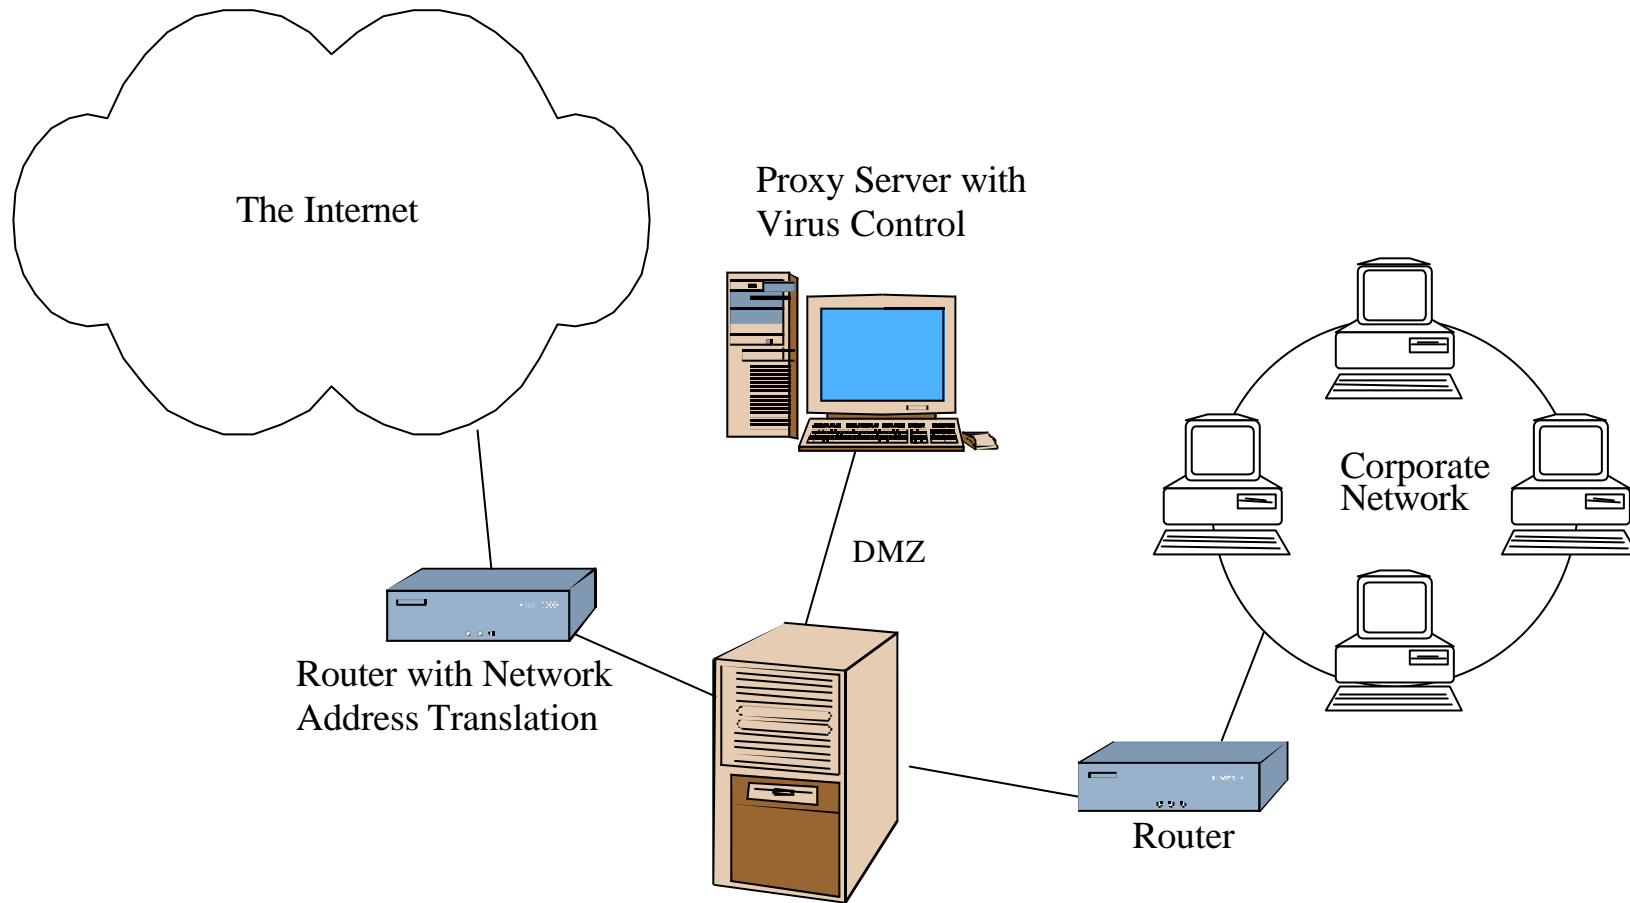 The Internet
Proxy Server with
Virus Control
Corporate
Network
DMZ
Router with Network
Address Translation
Router